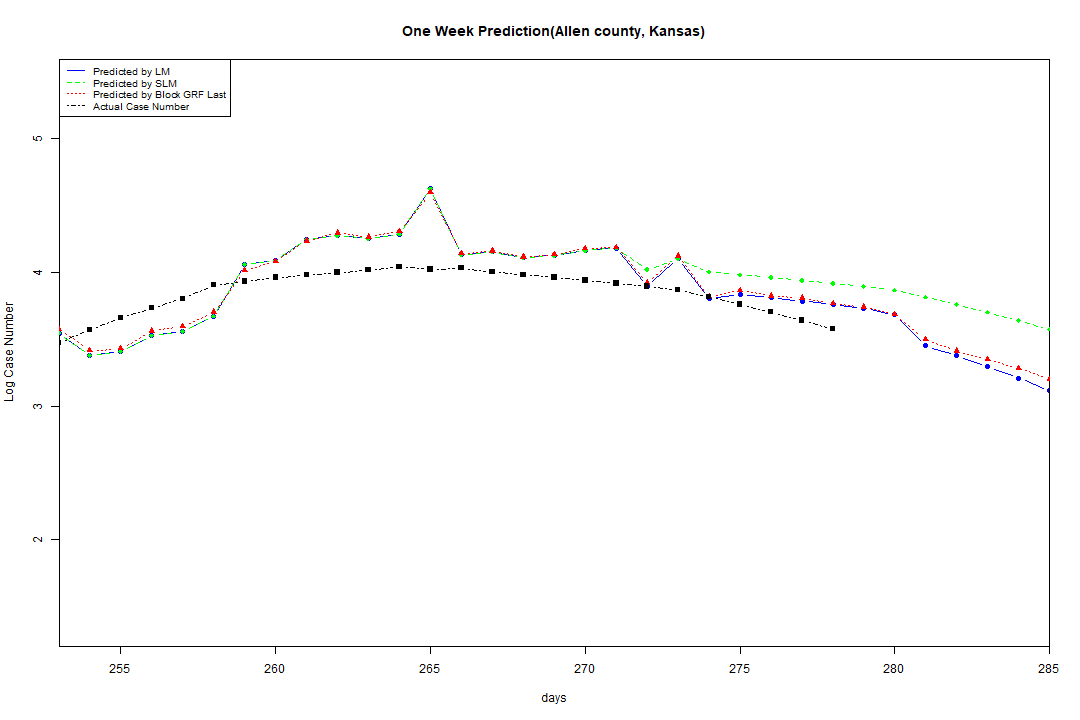 One Week Prediction(Allen county, Kansas)
Predicted by LM
Predicted by SLM
Predicted by Block GRF Last
Actual Case Number
5
4
3
2
Log Case Number
255 260 265 270 275 280 285
days